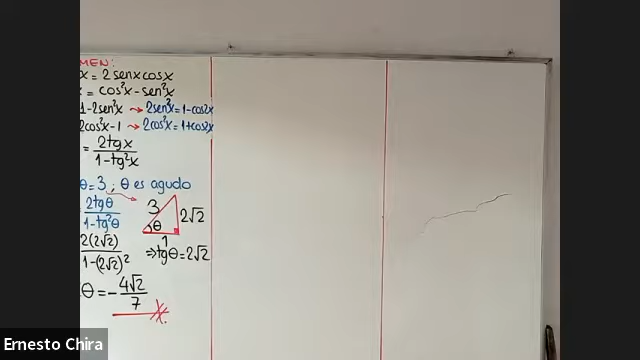 MEN:
x = 2senxcosx
= cos²x-sen²x
1-2sen²x → 2sen²x=1-cos2x
2cos²x-1 → 2cos²x=1+cos2x
= 2tgx / 1-tg²x
θ=3 ; θ es agudo
2tgθ / 1-tg²θ
3
θ
2√2
1
2(2√2) / 1-(2√2)²
⇒tgθ=2√2
θ = -4√2 / 7
Ernesto Chira